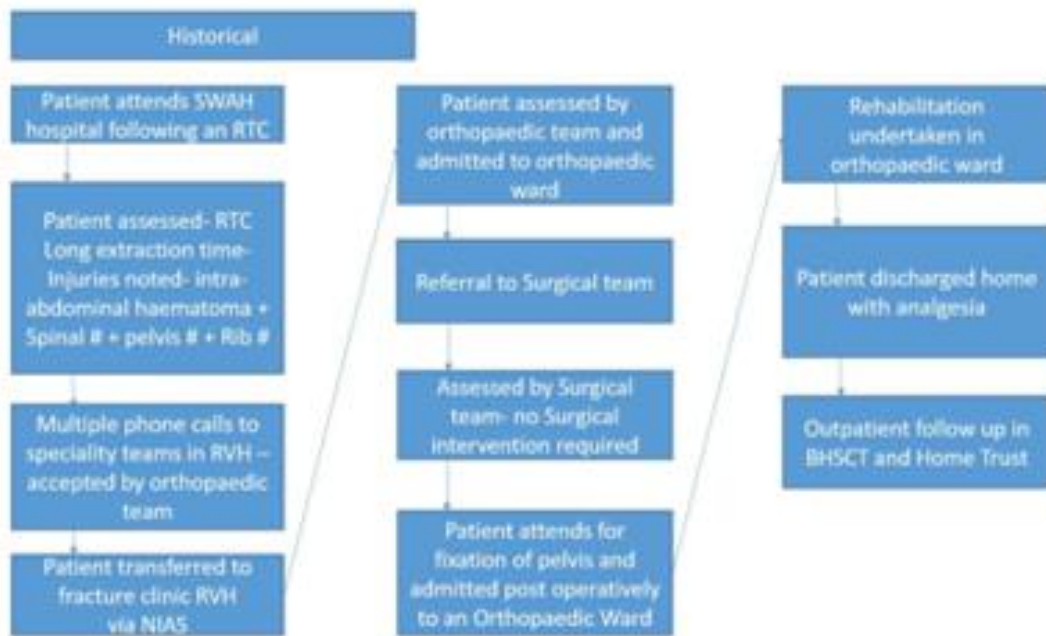 Historical
Patient attends SWAH
hospital following an RTC
Patient assessed- RTC
Long extraction time-
Injuries noted- intra-
abdominal haematoma +
Spinal # + pelvis # + Rib #
Multiple phone calls to
speciality teams in RVH –
accepted by orthopaedic
team
Patient transferred to
fracture clinic RVH
via NIAS
Patient assessed by
orthopaedic team and
admitted to orthopaedic
ward
Referral to Surgical team
Assessed by Surgical
team- no Surgical
intervention required
Patient attends for
fixation of pelvis and
admitted post operatively
to an Orthopaedic Ward
Rehabilitation
undertaken in
orthopaedic ward
Patient discharged home
with analgesia
Outpatient follow up in
BHSCT and Home Trust